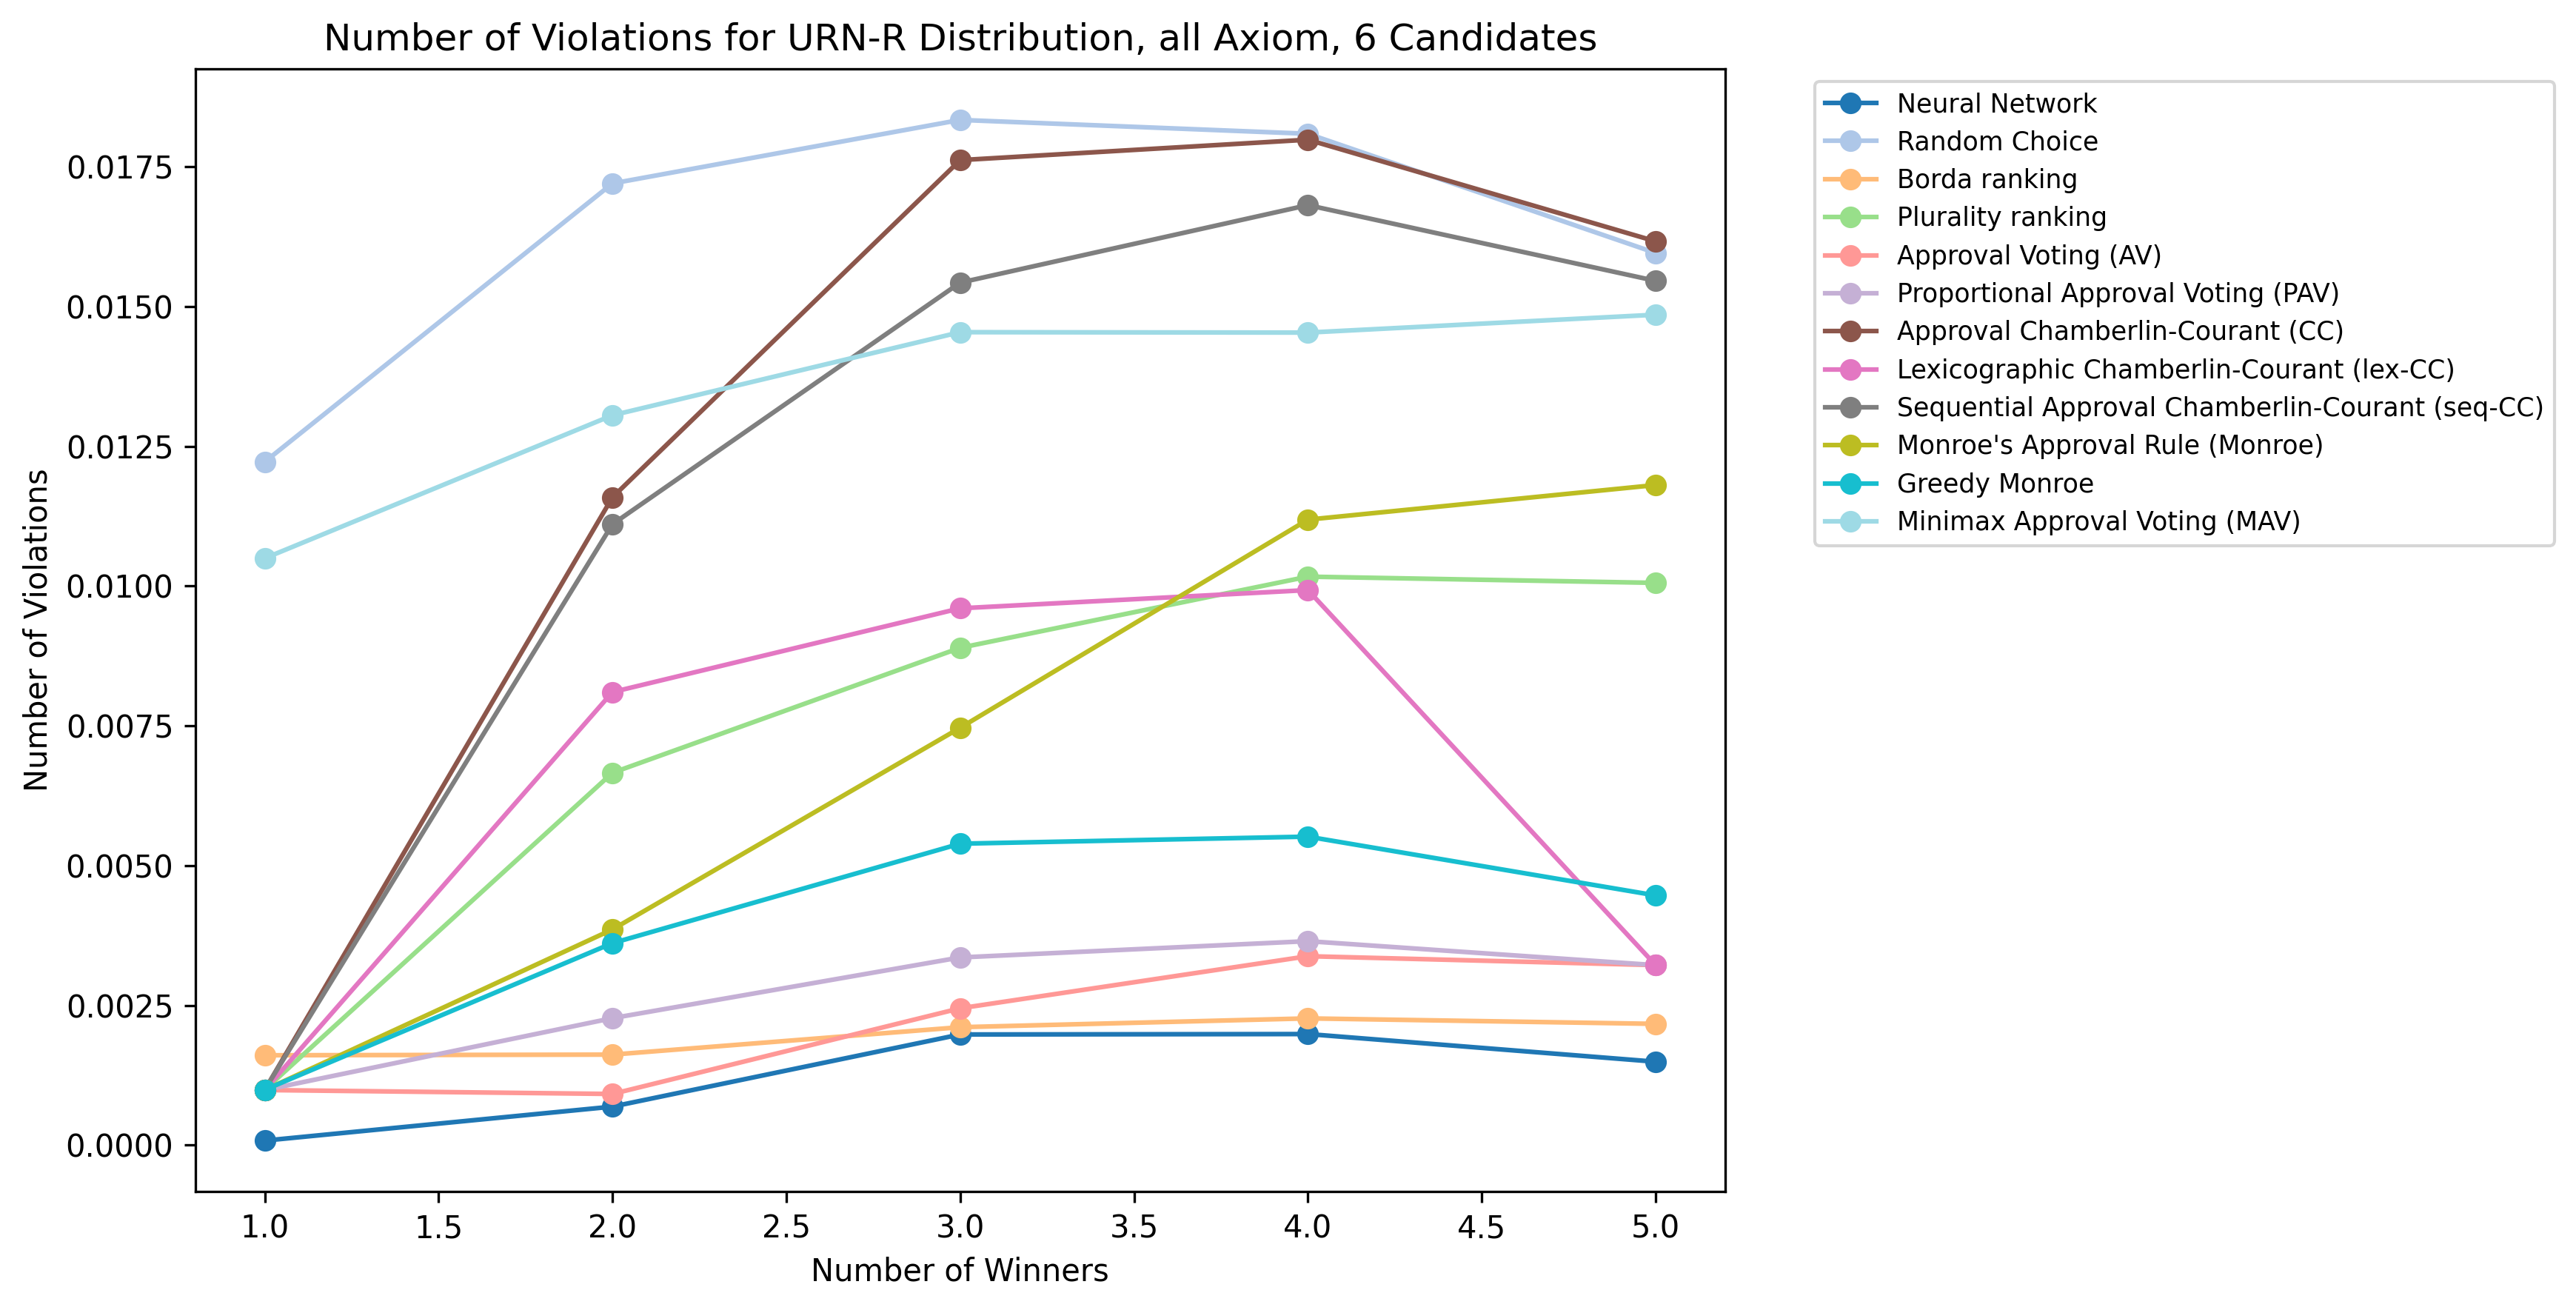 Number of Violations for URN-R Distribution, all Axiom, 6 Candidates
Number of Violations
0.0175
0.0150
0.0125
0.0100
0.0075
0.0050
0.0025
0.0000
1.0 1.5 2.0 2.5 3.0 3.5 4.0 4.5 5.0
Number of Winners
Neural Network
Random Choice
Borda ranking
Plurality ranking
Approval Voting (AV)
Proportional Approval Voting (PAV)
Approval Chamberlin-Courant (CC)
Lexicographic Chamberlin-Courant (lex-CC)
Sequential Approval Chamberlin-Courant (seq-CC)
Monroe's Approval Rule (Monroe)
Greedy Monroe
Minimax Approval Voting (MAV)